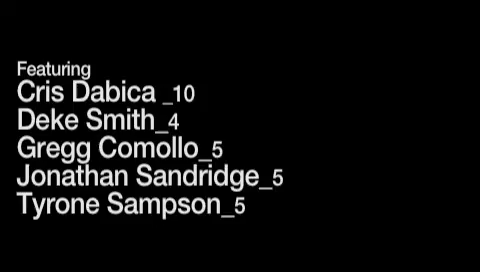 Featuring
Cris Dabica _10
Deke Smith_4
Gregg Comollo_5
Jonathan Sandridge_5
Tyrone Sampson_5